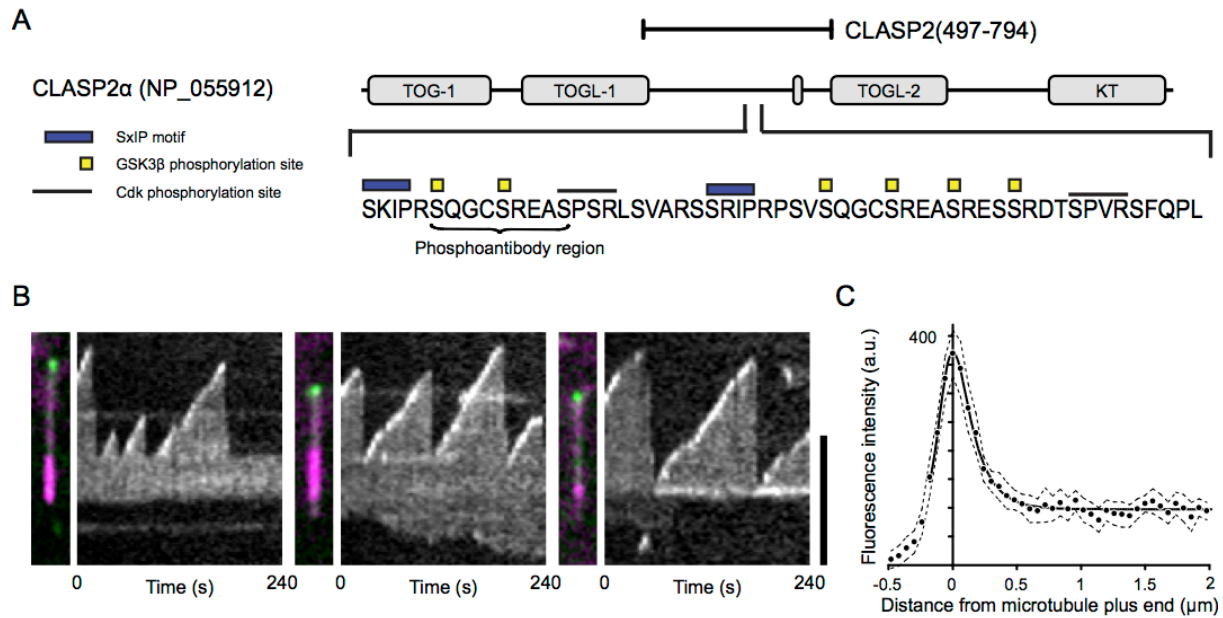 A
CLASP2(497-794)
CLASP2α (NP_055912)
TOG-1
TOGL-1
TOGL-2
KT
SxIP motif
GSK3β phosphorylation site
Cdk phosphorylation site
SKIPRSQGCSREASPSRLSVARSSRIPRPSVSQGCSREASRESSRDTSPVRSFQPL
Phosphoantibody region
B
0
Time (s)
240
0
Time (s)
240
0
Time (s)
240
C
Fluorescence intensity (a.u.)
400
-0.5
0
0.5
1
1.5
2
Distance from microtubule plus end (µm)